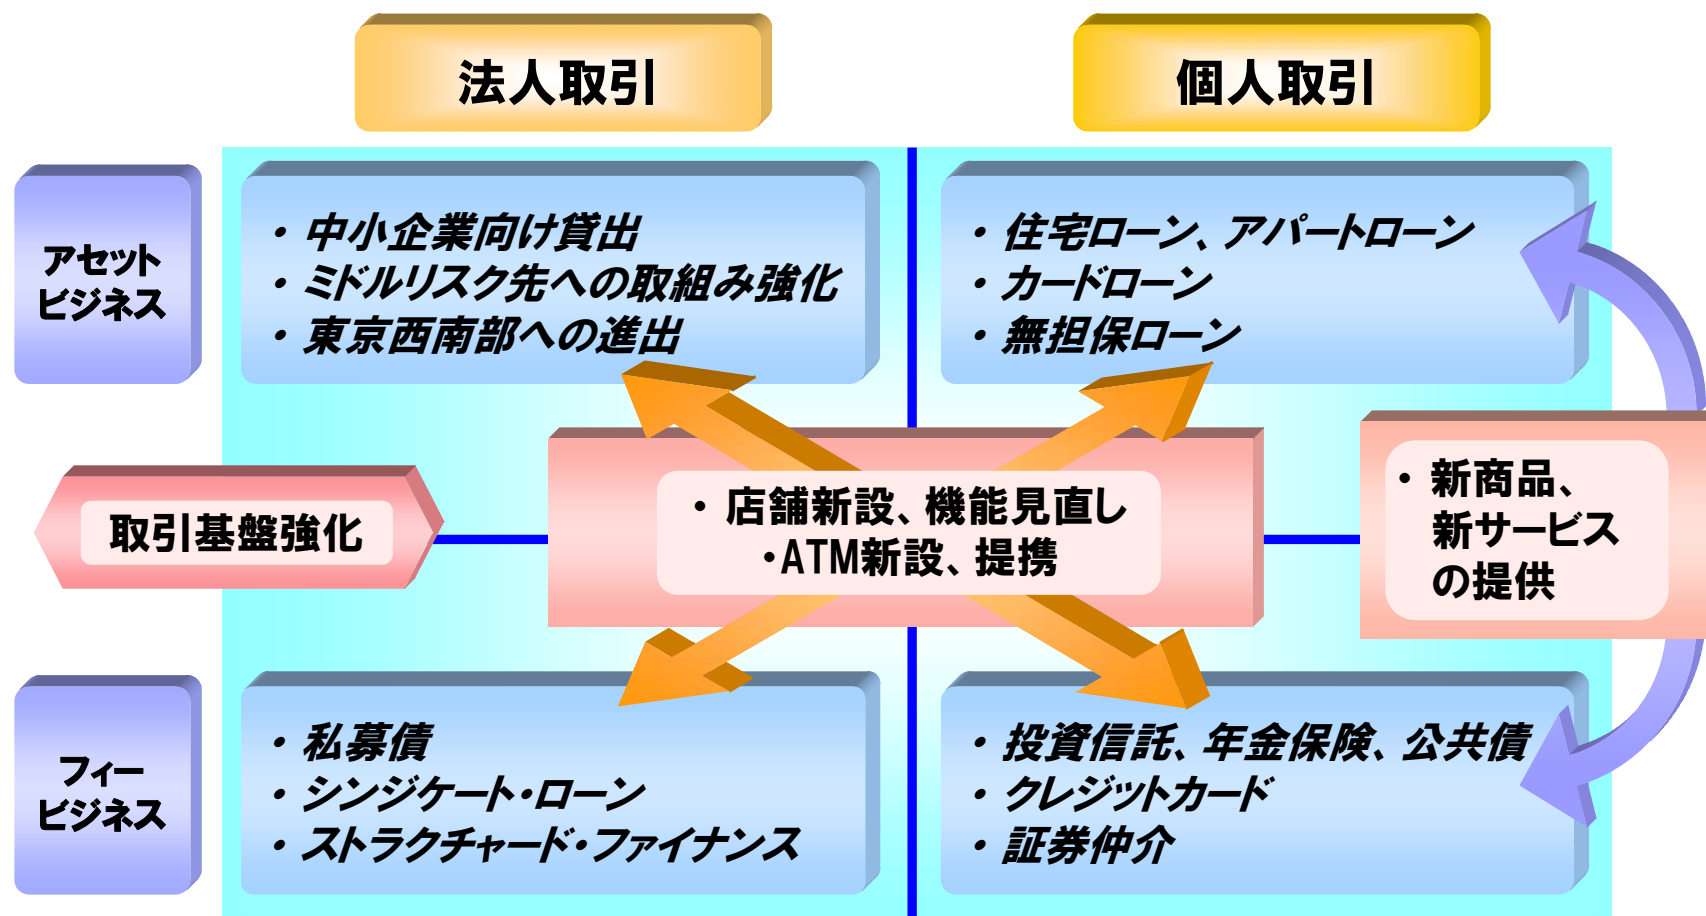 法人取引
個人取引
アセット
ビジネス
・ 中小企業向け貸出
・ ミドルリスク先への取組み強化
・ 東京西南部への進出
・ 住宅ローン、アパートローン
・ カードローン
・ 無担保ローン
取引基盤強化
・ 店舗新設、機能見直し
・ATM新設、提携
・ 新商品、
新サービス
の提供
フィー
ビジネス
・ 私募債
・ シンジケート・ローン
・ ストラクチャード・ファイナンス
・ 投資信託、年金保険、公共債
・ クレジットカード
・ 証券仲介